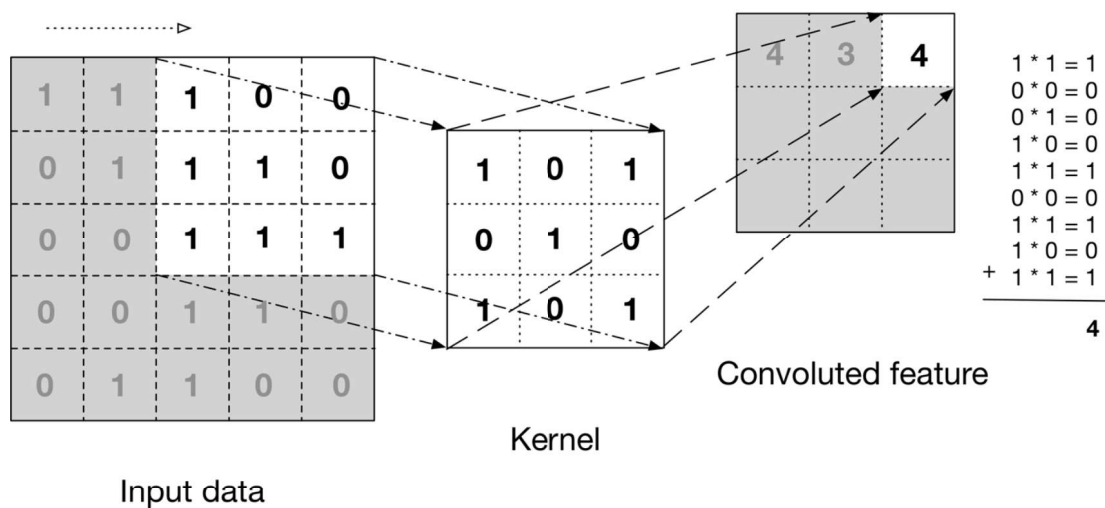 1 1 1 0 0
0 1 1 1 0
0 0 1 1 1
0 0 1 1 0
0 1 1 0 0
Input data
1 0 1
0 1 0
1 0 1
Kernel
4 3 4
Convoluted feature
1 * 1 = 1
0 * 0 = 0
0 * 1 = 0
1 * 0 = 0
1 * 1 = 1
0 * 0 = 0
1 * 1 = 1
1 * 0 = 0
+ 1 * 1 = 1
4